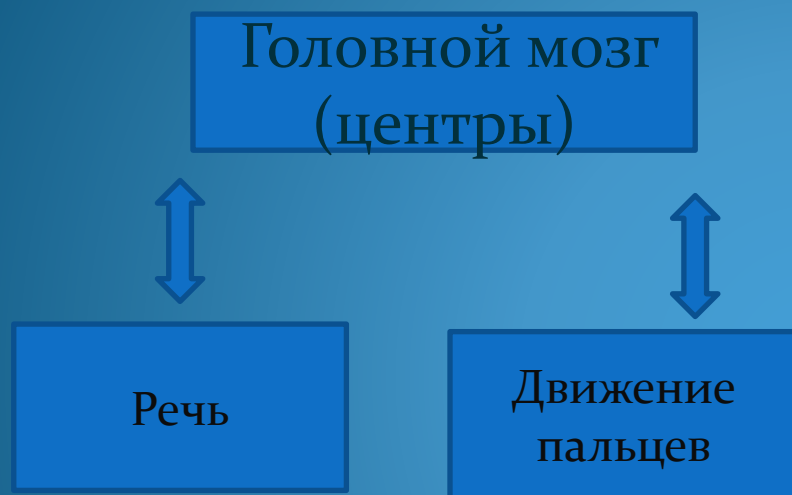 Головной мозг
(центры)
Речь
Движение
пальцев